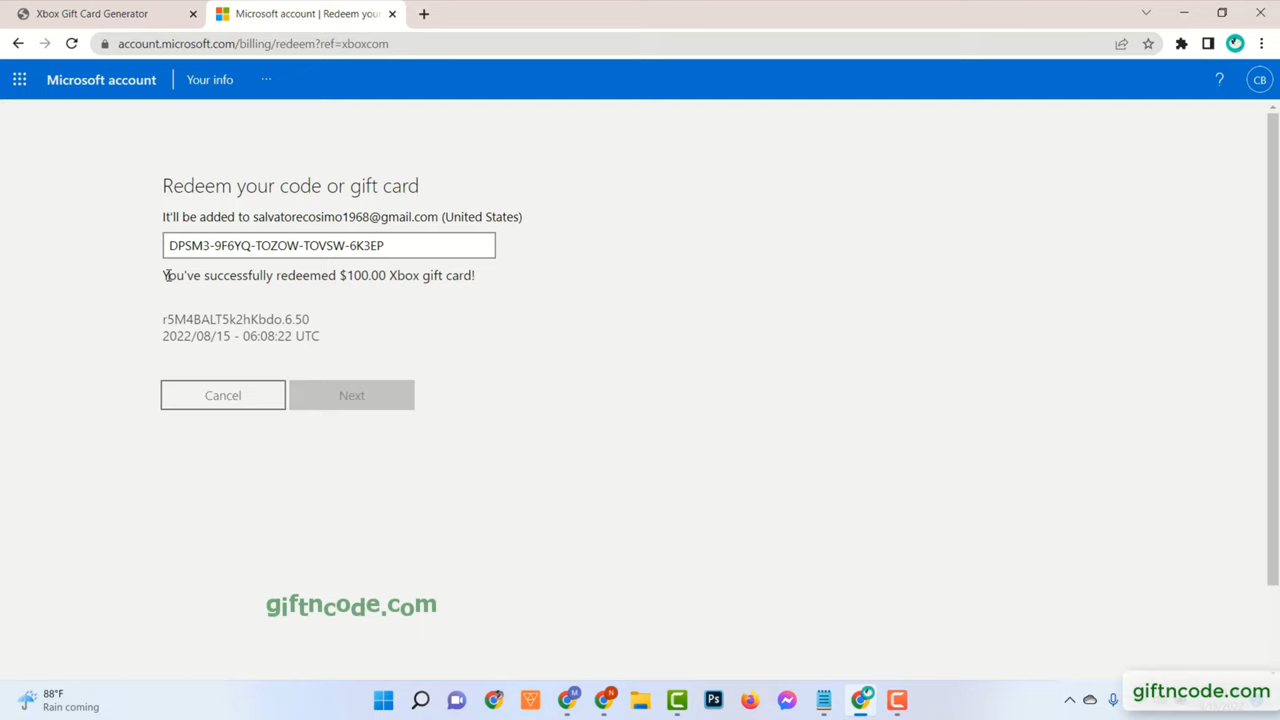 Xbox Gift Card Generator
Microsoft account | Redeem your
account.microsoft.com/billing/redeem?ref=xboxcom
Microsoft account
Your info
...
?
CB
Redeem your code or gift card
It'll be added to salvatorecosimo1968@gmail.com (United States)
DPSM3-9F6YQ-TOZOW-TOVSW-6K3EP
You've successfully redeemed $100.00 Xbox gift card!
r5M4BALT5k2hKbdo.6.50
2022/08/15 - 06:08:22 UTC
Cancel
Next
giftncode.com
88°F
Rain coming
M
N
Ps
giftncode.com